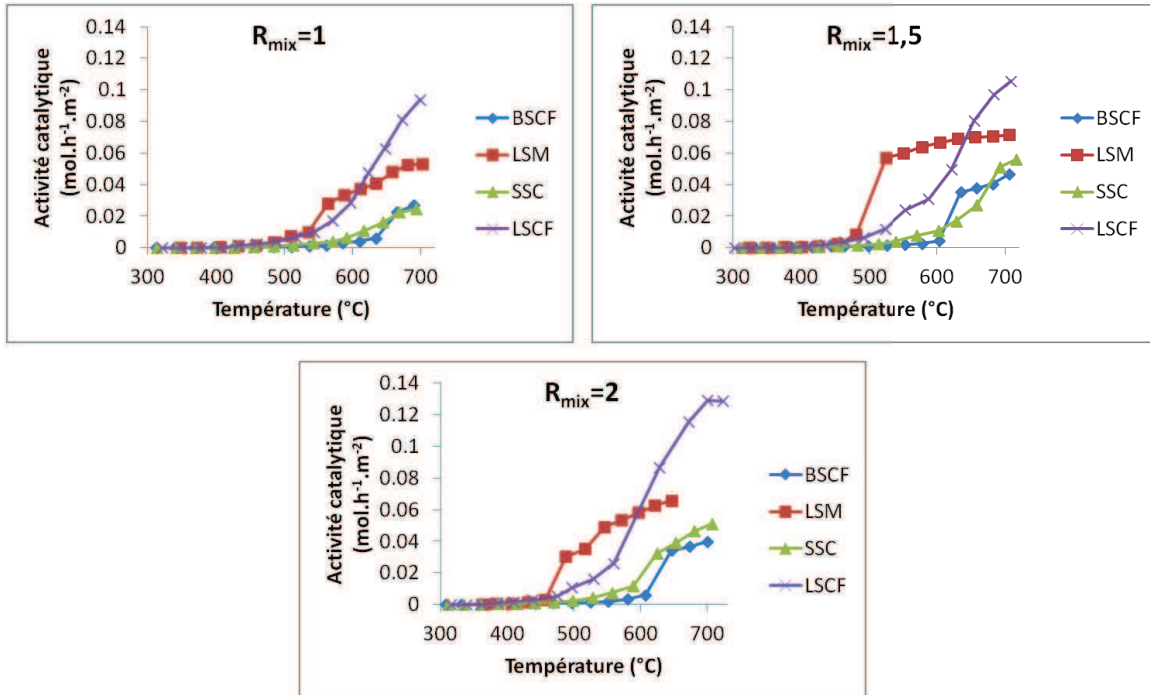 R_mix=1
Activité catalytique
(mol.h⁻¹.m⁻²)
0.14
0.12
0.1
0.08
0.06
0.04
0.02
0
300 400 500 600 700
Température (°C)
BSCF
LSM
SSC
LSCF
R_mix=1,5
Activité catalytique
(mol.h⁻¹.m⁻²)
0.14
0.12
0.1
0.08
0.06
0.04
0.02
0
300 400 500 600 700
Température (°C)
BSCF
LSM
SSC
LSCF
R_mix=2
Activité catalytique
(mol.h⁻¹.m⁻²)
0.14
0.12
0.1
0.08
0.06
0.04
0.02
0
300 400 500 600 700
Température (°C)
BSCF
LSM
SSC
LSCF